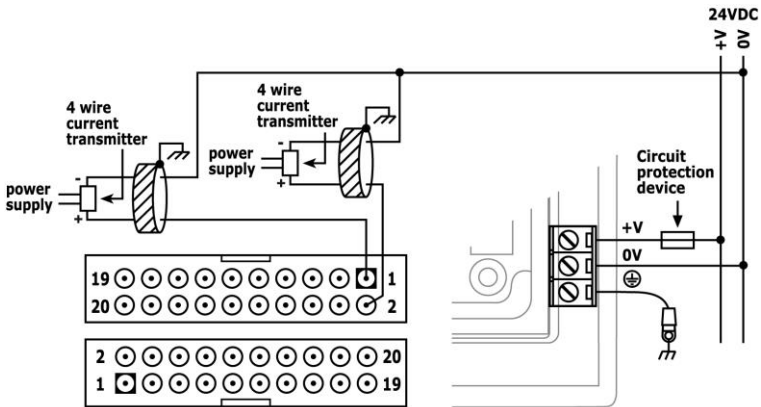 24VDC
+V
0V
4 wire
current
transmitter
4 wire
current
transmitter
-
+
power
supply
-
+
power
supply
Circuit
protection
device
+V
0V
19
1
20
2
2
20
1
19